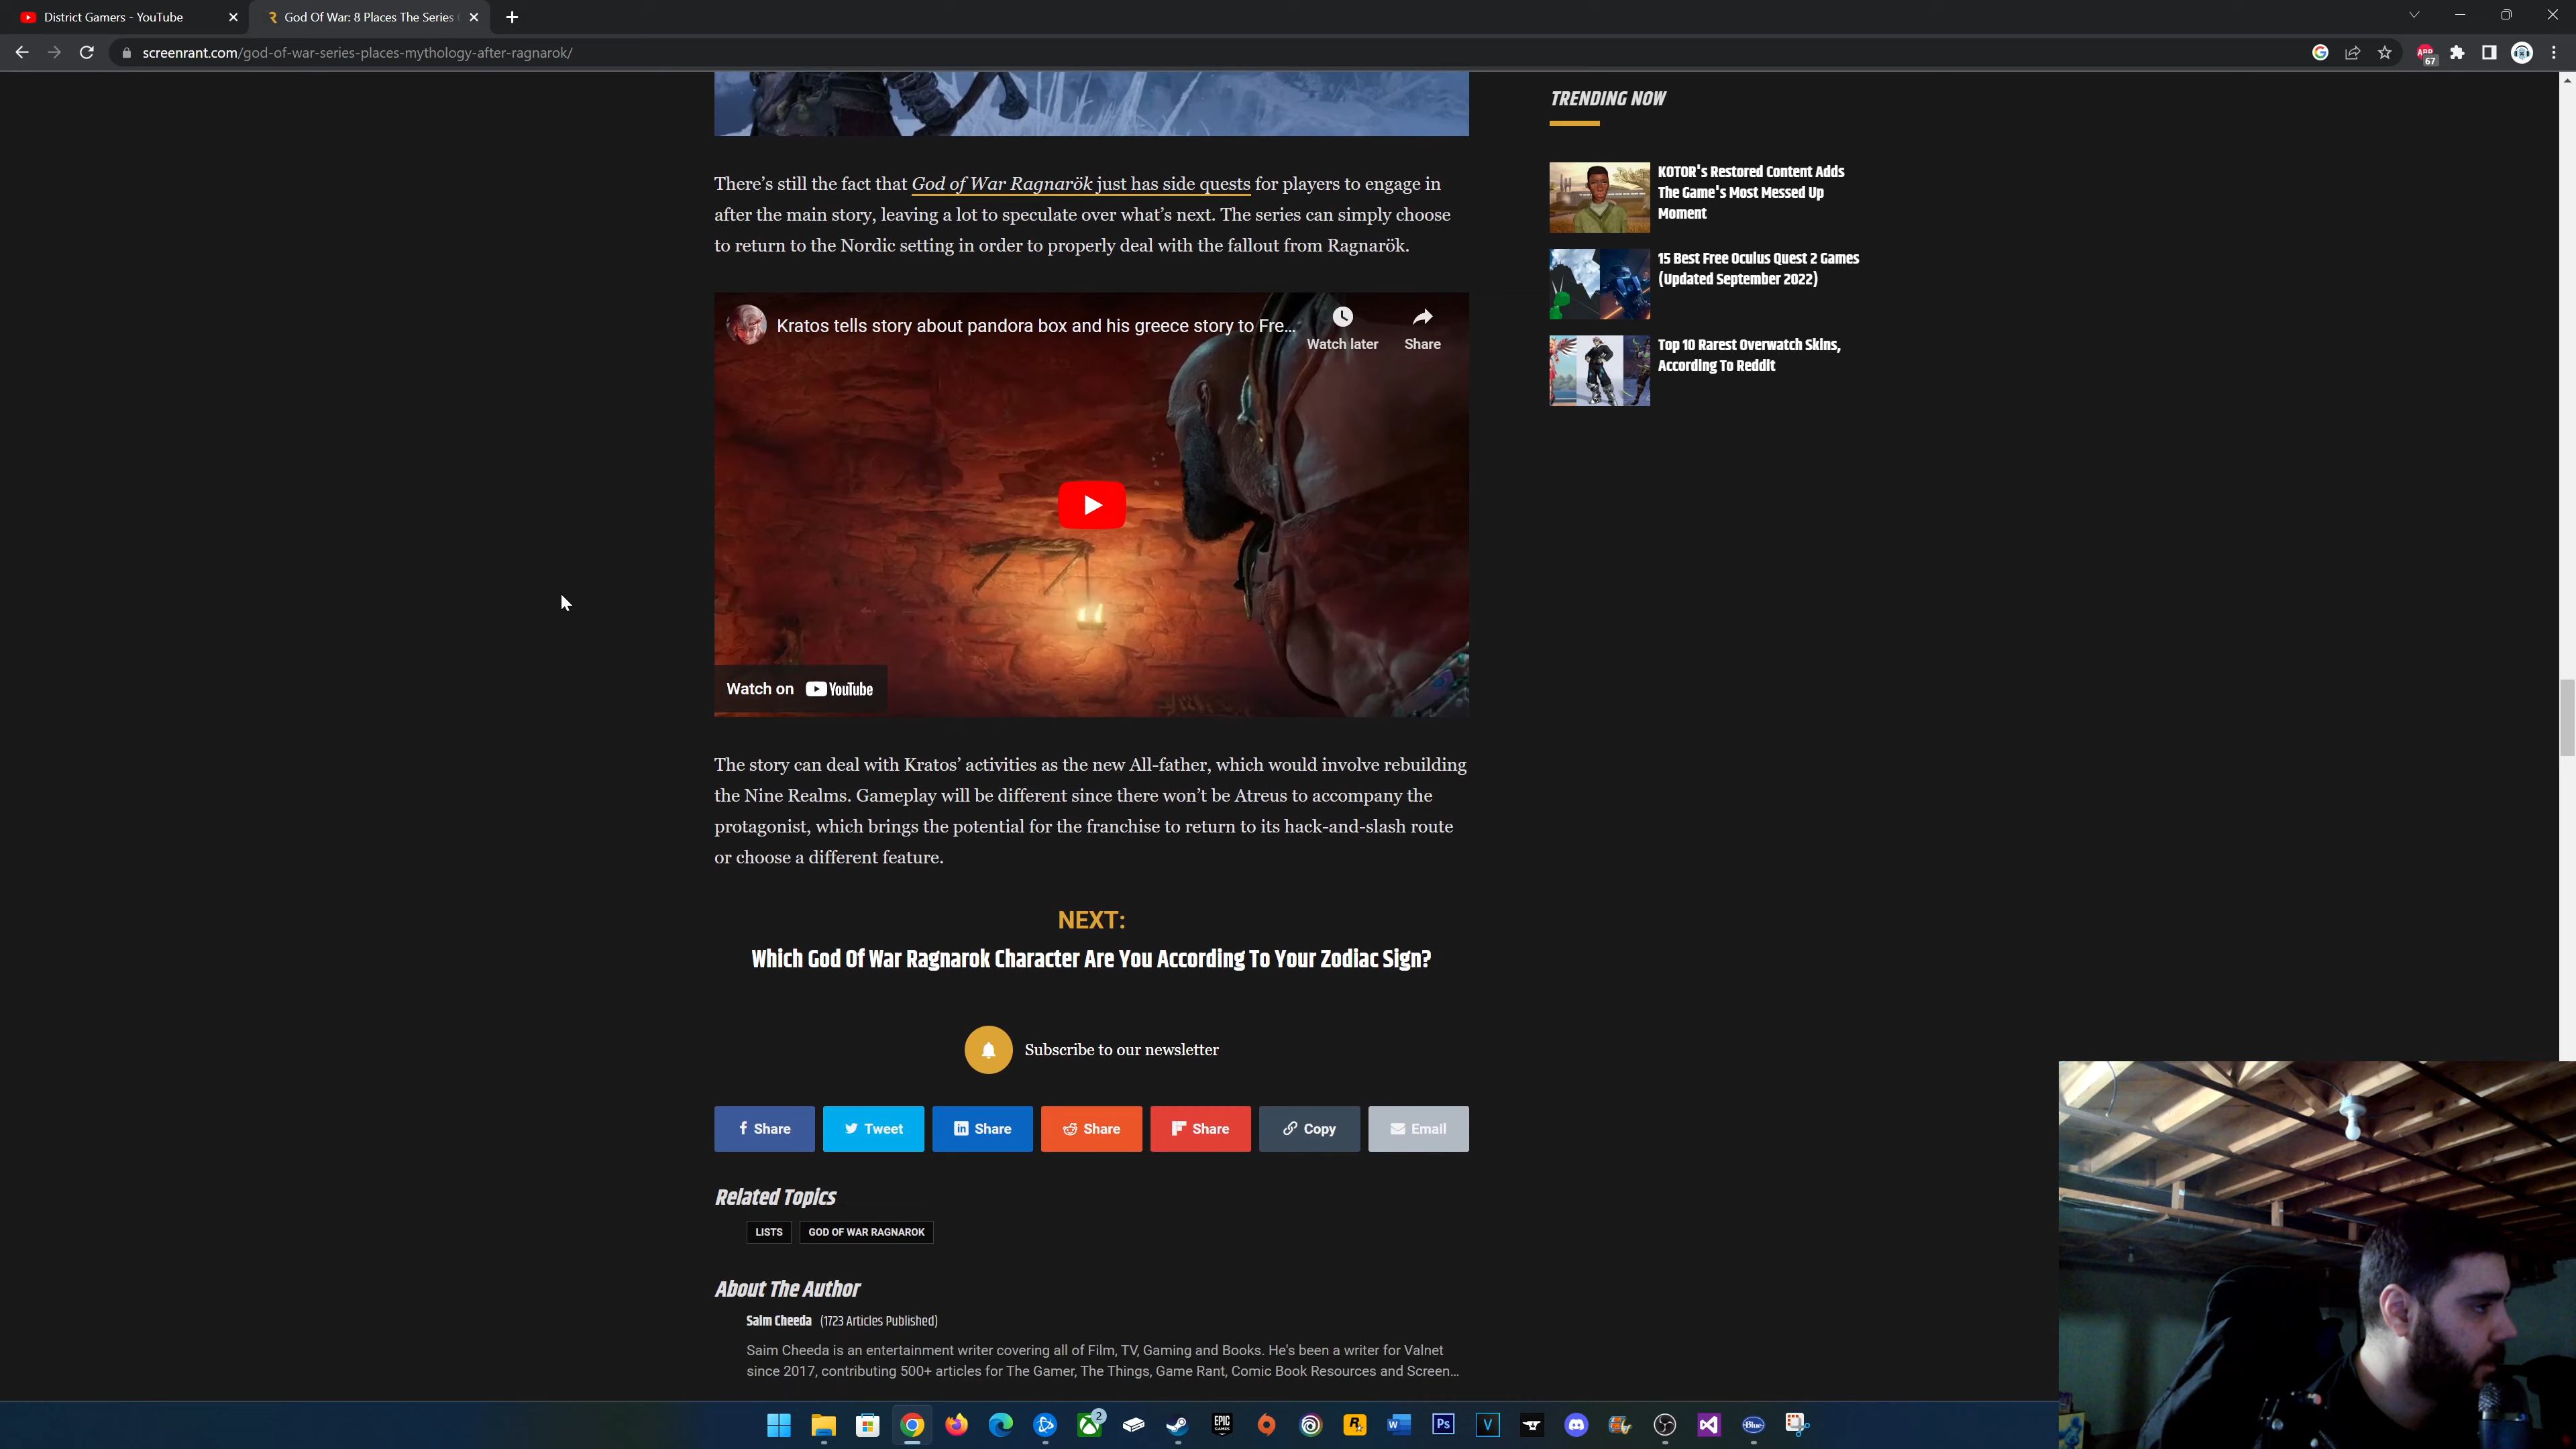 District Gamers - YouTube
God Of War: 8 Places The Series
screenrant.com/god-of-war-series-places-mythology-after-ragnarok/
ABP
67
TRENDING NOW
KOTOR's Restored Content Adds
The Game's Most Messed Up
Moment
15 Best Free Oculus Quest 2 Games
(Updated September 2022)
Top 10 Rarest Overwatch Skins,
According To Reddit
There's still the fact that God of War Ragnarök just has side quests for players to engage in
after the main story, leaving a lot to speculate over what's next. The series can simply choose
to return to the Nordic setting in order to properly deal with the fallout from Ragnarök.
Kratos tells story about pandora box and his greece story to Fre...
Watch later
Share
Watch on YouTube
The story can deal with Kratos' activities as the new All-father, which would involve rebuilding
the Nine Realms. Gameplay will be different since there won't be Atreus to accompany the
protagonist, which brings the potential for the franchise to return to its hack-and-slash route
or choose a different feature.
NEXT:
Which God Of War Ragnarok Character Are You According To Your Zodiac Sign?
Subscribe to our newsletter
Share Tweet Share Share Share Copy Email
Related Topics
LISTS GOD OF WAR RAGNAROK
About The Author
Saim Cheeda (1723 Articles Published)
Saim Cheeda is an entertainment writer covering all of Film, TV, Gaming and Books. He's been a writer for Valnet
since 2017, contributing 500+ articles for The Gamer, The Things, Game Rant, Comic Book Resources and Screen...
2
EPIC GAMES
R
W
Ps
V
Blue